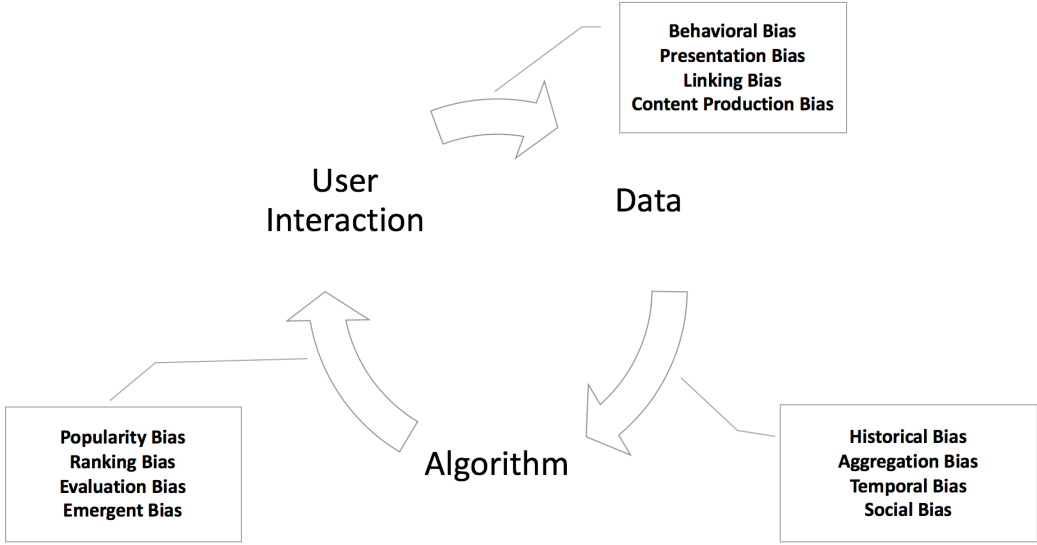 Behavioral Bias
Presentation Bias
Linking Bias
Content Production Bias
User
Interaction
Data
Popularity Bias
Ranking Bias
Evaluation Bias
Emergent Bias
Algorithm
Historical Bias
Aggregation Bias
Temporal Bias
Social Bias